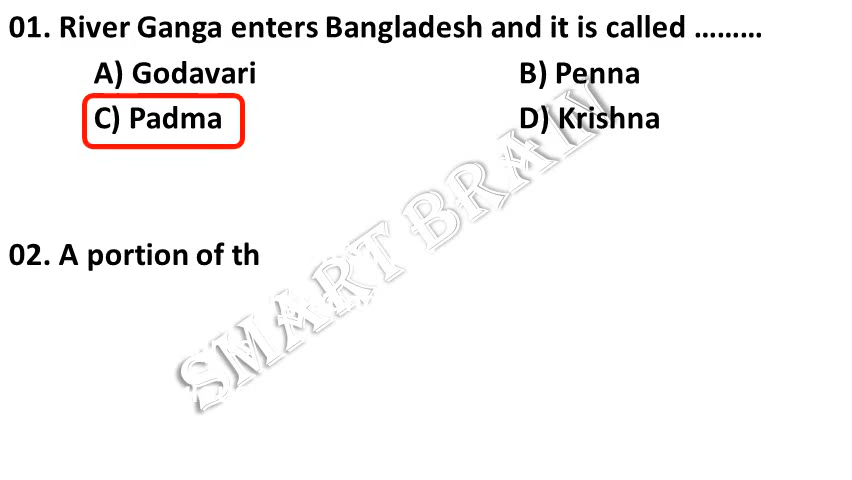 01. River Ganga enters Bangladesh and it is called .........
A) Godavari B) Penna
C) Padma D) Krishna
02. A portion of th
SMART BRAIN